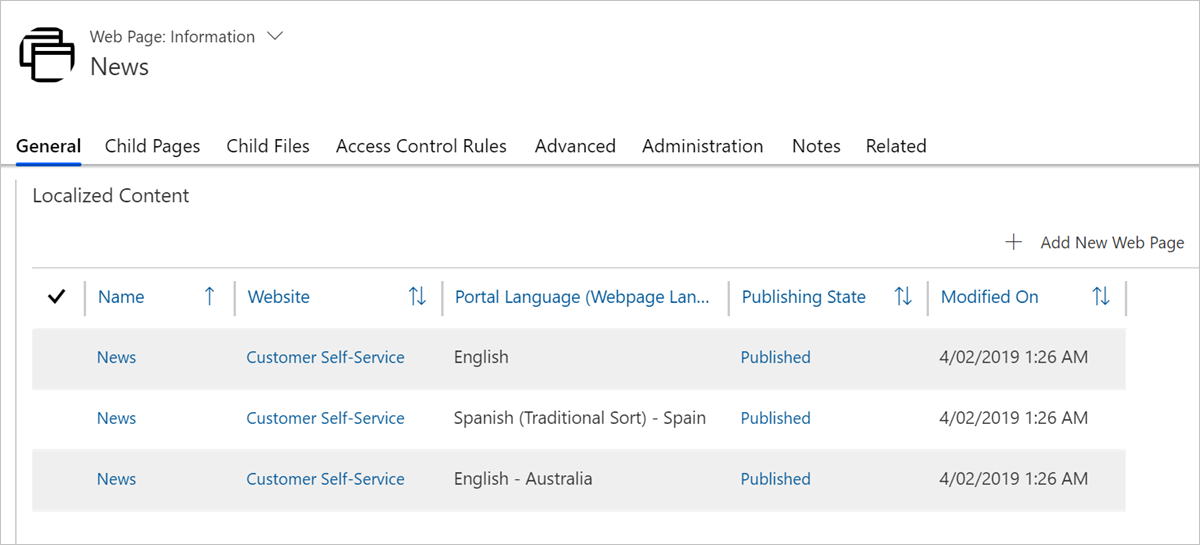 Web Page: Information
News
General Child Pages Child Files Access Control Rules Advanced Administration Notes Related
Localized Content
Add New Web Page
Name Website Portal Language (Webpage Lan... Publishing State Modified On
News Customer Self-Service English Published 4/02/2019 1:26 AM
News Customer Self-Service Spanish (Traditional Sort) - Spain Published 4/02/2019 1:26 AM
News Customer Self-Service English - Australia Published 4/02/2019 1:26 AM